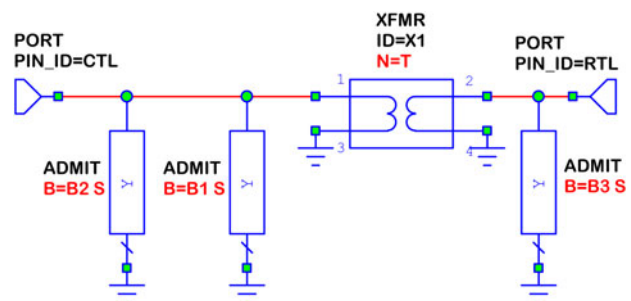 XFMR
ID=X1
N=T
PORT
PIN_ID=CTL
PORT
PIN_ID=RTL
1
2
3
4
ADMIT
B=B2 S
Y
ADMIT
B=B1 S
Y
ADMIT
B=B3 S
Y